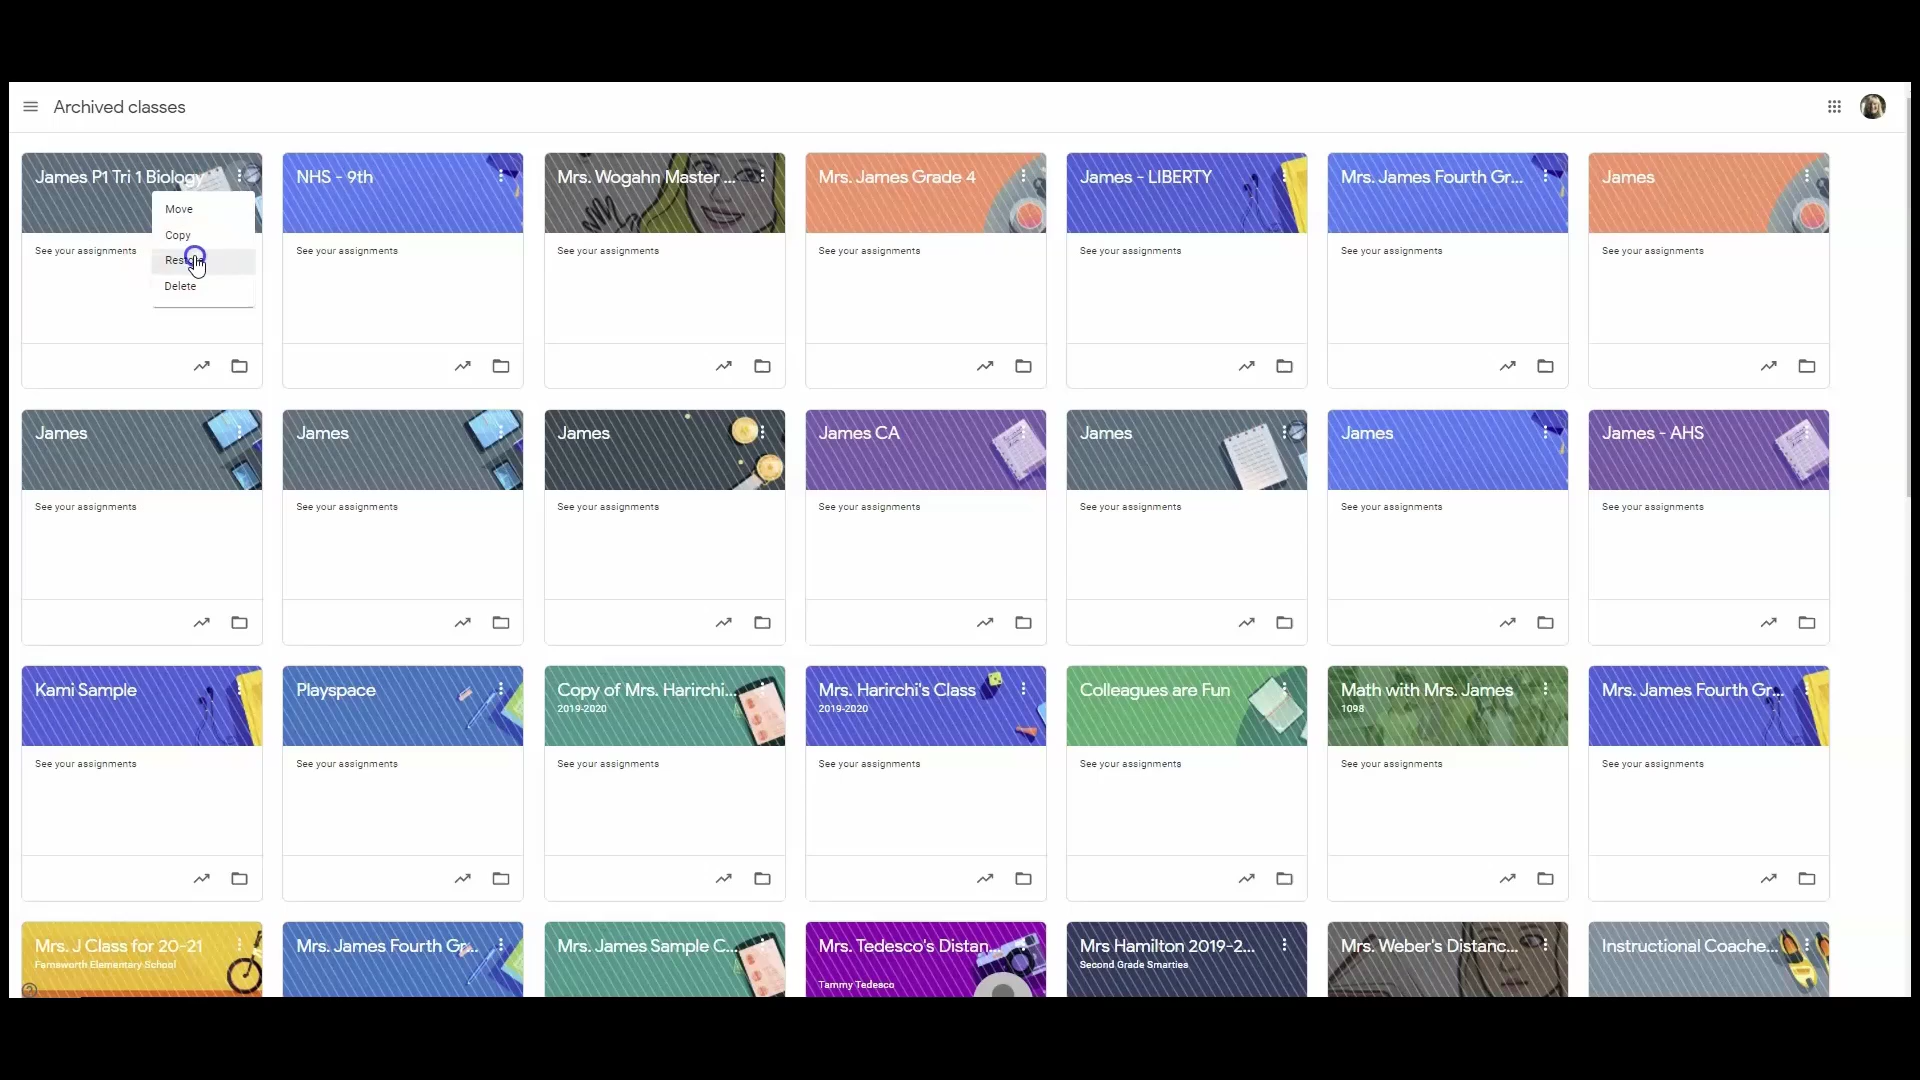 Archived classes
James P1 Tri 1 Biology
See your assignments
Move
Copy
Delete
NHS - 9th
See your assignments
Mrs. Wogahn Master ...
See your assignments
Mrs. James Grade 4
See your assignments
James - LIBERTY
See your assignments
Mrs. James Fourth Gr...
See your assignments
James
See your assignments
James
See your assignments
James
See your assignments
James
See your assignments
James CA
See your assignments
James
See your assignments
James
See your assignments
James - AHS
See your assignments
Kami Sample
See your assignments
Playspace
See your assignments
Copy of Mrs. Harirchi...
2019-2020
See your assignments
Mrs. Harirchi's Class
2019-2020
See your assignments
Colleagues are Fun
See your assignments
Math with Mrs. James
1098
See your assignments
Mrs. James Fourth Gr...
See your assignments
Mrs. J Class for 20-21
Farnsworth Elementary School
Mrs. James Fourth Gr...
Mrs. James Sample C...
Mrs. Tedesco's Distan...
Tammy Tedesco
Mrs Hamilton 2019-2...
Second Grade Smarties
Mrs. Weber's Distanc...
Instructional Coache...